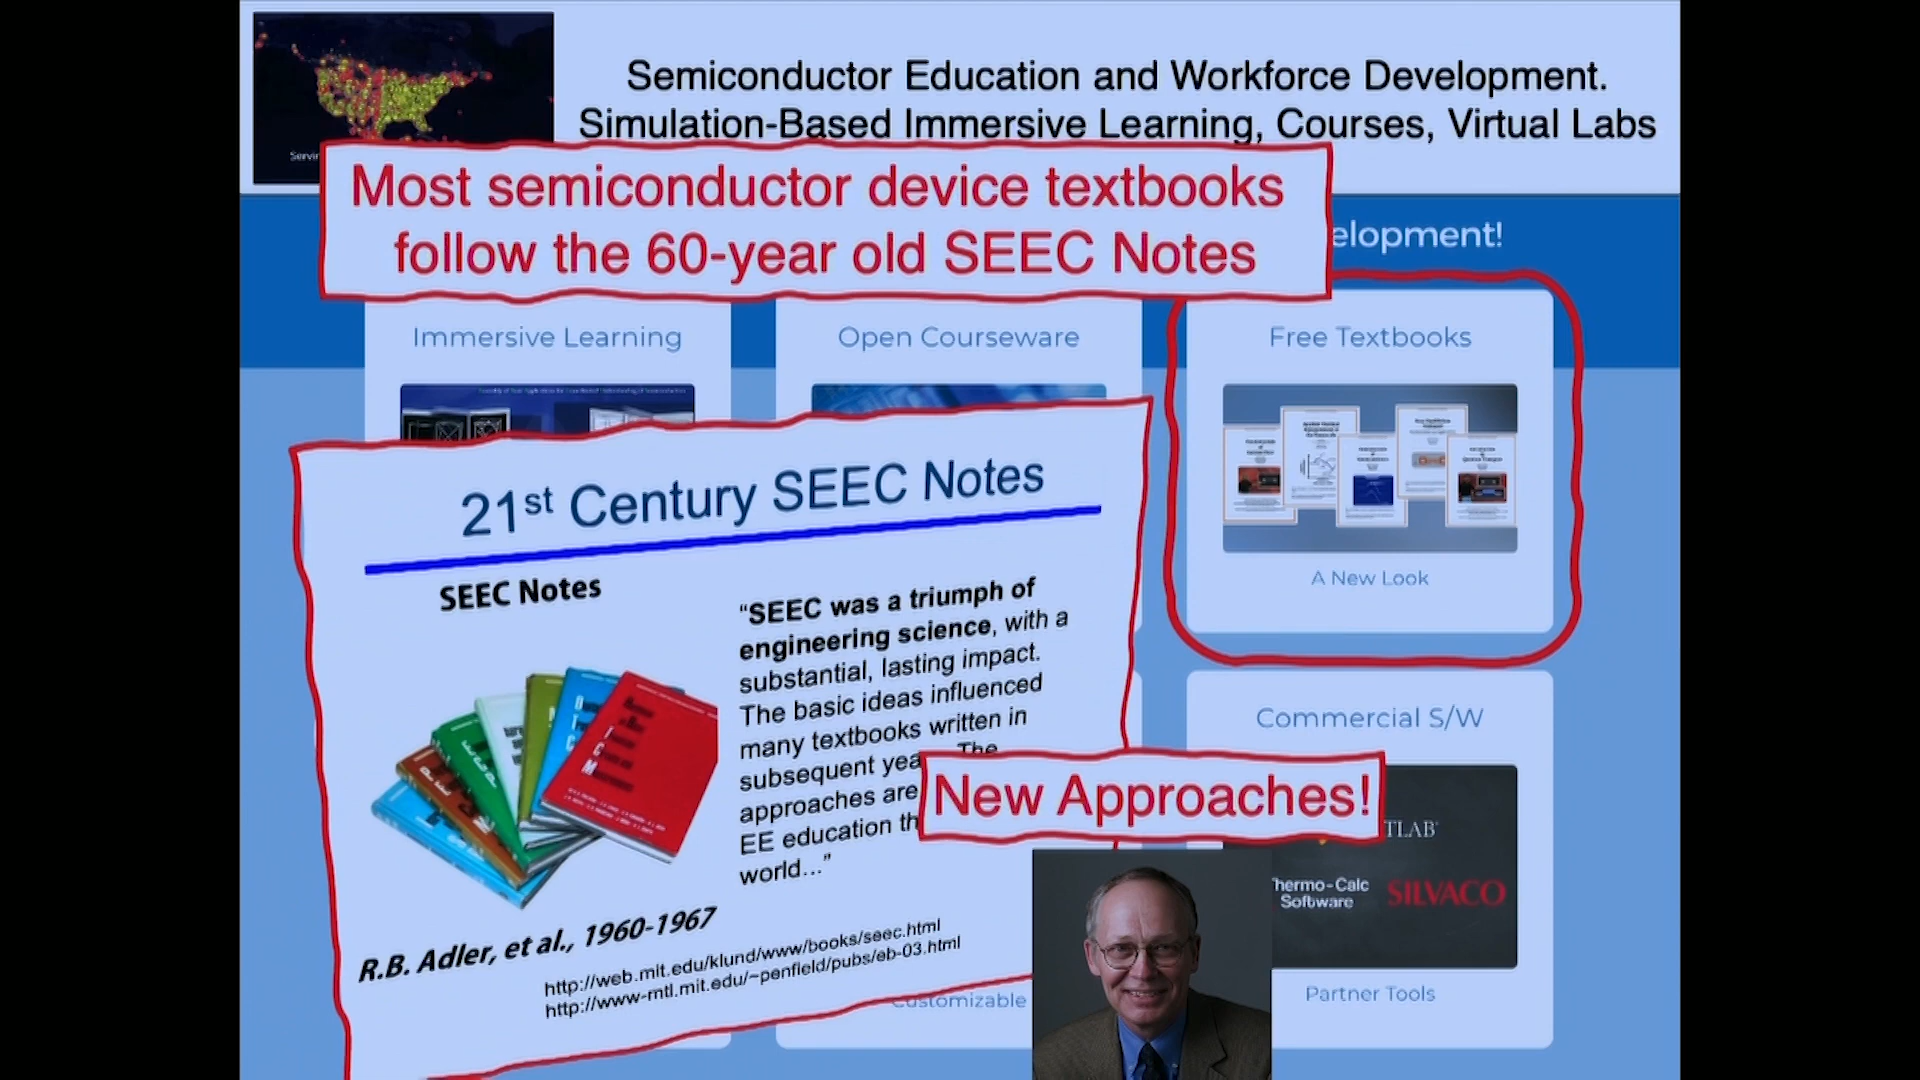 Semiconductor Education and Workforce Development.
Simulation-Based Immersive Learning, Courses, Virtual Labs
Servin
Most semiconductor device textbooks
follow the 60-year old SEEC Notes
elopment!
Immersive Learning
Open Courseware
Free Textbooks
A New Look
21st Century SEEC Notes
SEEC Notes
“SEEC was a triumph of
engineering science, with a
substantial, lasting impact.
The basic ideas influenced
many textbooks written in
subsequent yea The
approaches are
EE education th
world...”
R.B. Adler, et al., 1960-1967
http://web.mit.edu/klund/www/books/seec.html
http://www-mtl.mit.edu/~penfield/pubs/eb-03.html
New Approaches!
Customizable
Commercial S/W
TLAB
Thermo-Calc
Software
SILVACO
Partner Tools